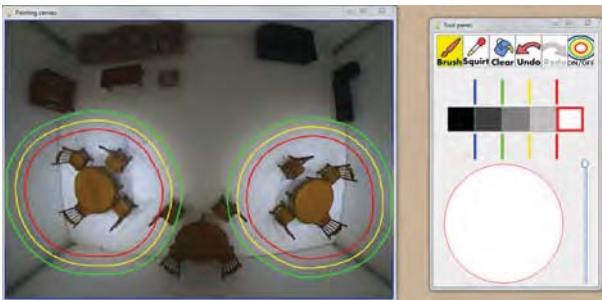 Painting canvas
Tool panel
Brush Squirt Clear Undo Redo ON/OFF